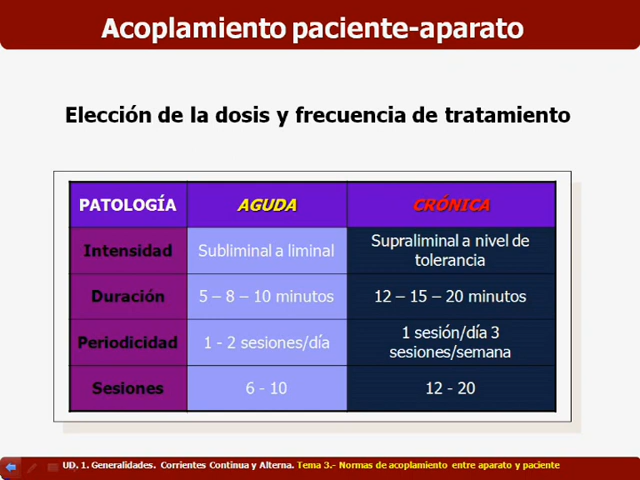 Acoplamiento paciente-aparato
Elección de la dosis y frecuencia de tratamiento
PATOLOGÍA AGUDA CRÓNICA
Intensidad Subliminal a liminal Supraliminal a nivel de
tolerancia
Duración 5 – 8 – 10 minutos 12 – 15 – 20 minutos
Periodicidad 1 - 2 sesiones/día 1 sesión/día 3
sesiones/semana
Sesiones 6 - 10 12 - 20
UD. 1. Generalidades. Corrientes Continua y Alterna. Tema 3.- Normas de acoplamiento entre aparato y paciente